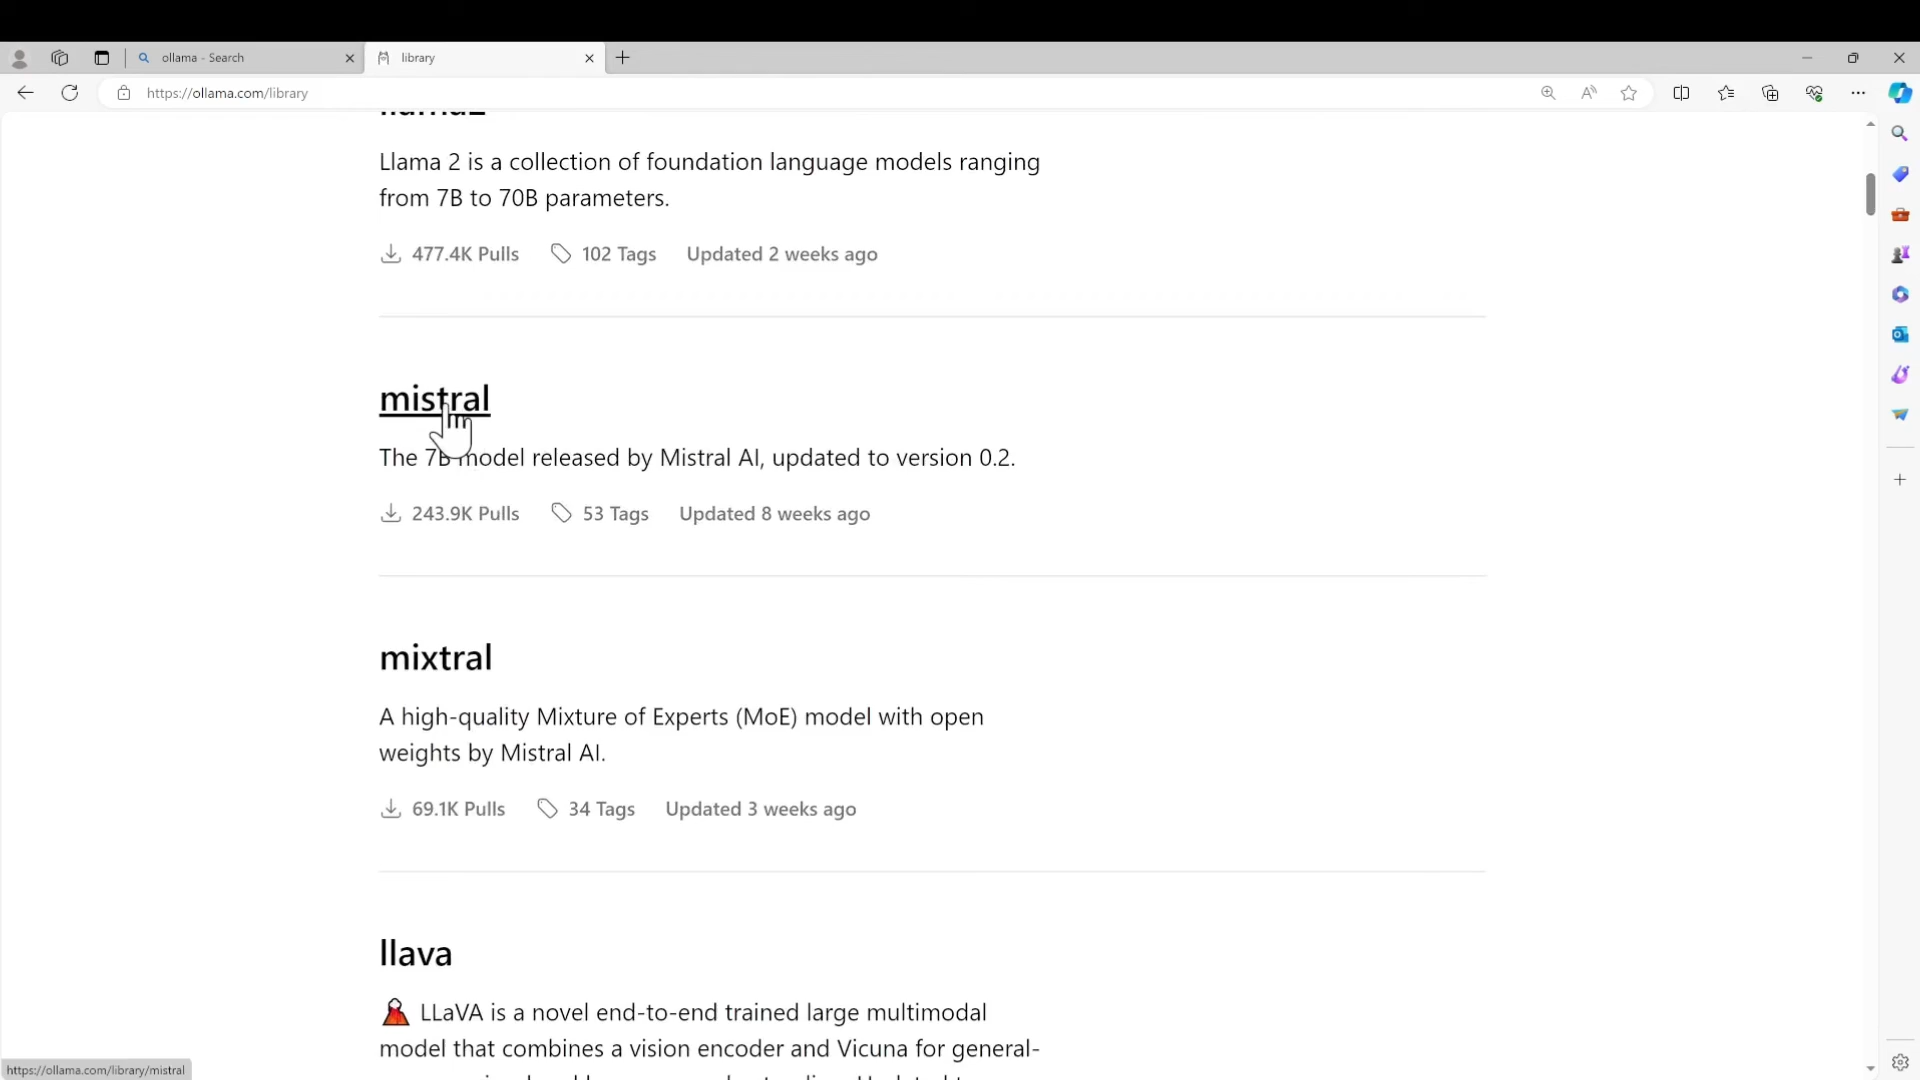 ollama - Search
library
https://ollama.com/library
Llama 2 is a collection of foundation language models ranging
from 7B to 70B parameters.
477.4K Pulls 102 Tags Updated 2 weeks ago
mistral
The 7B model released by Mistral AI, updated to version 0.2.
243.9K Pulls 53 Tags Updated 8 weeks ago
mixtral
A high-quality Mixture of Experts (MoE) model with open
weights by Mistral AI.
69.1K Pulls 34 Tags Updated 3 weeks ago
llava
LLaVA is a novel end-to-end trained large multimodal
model that combines a vision encoder and Vicuna for general-
https://ollama.com/library/mistral